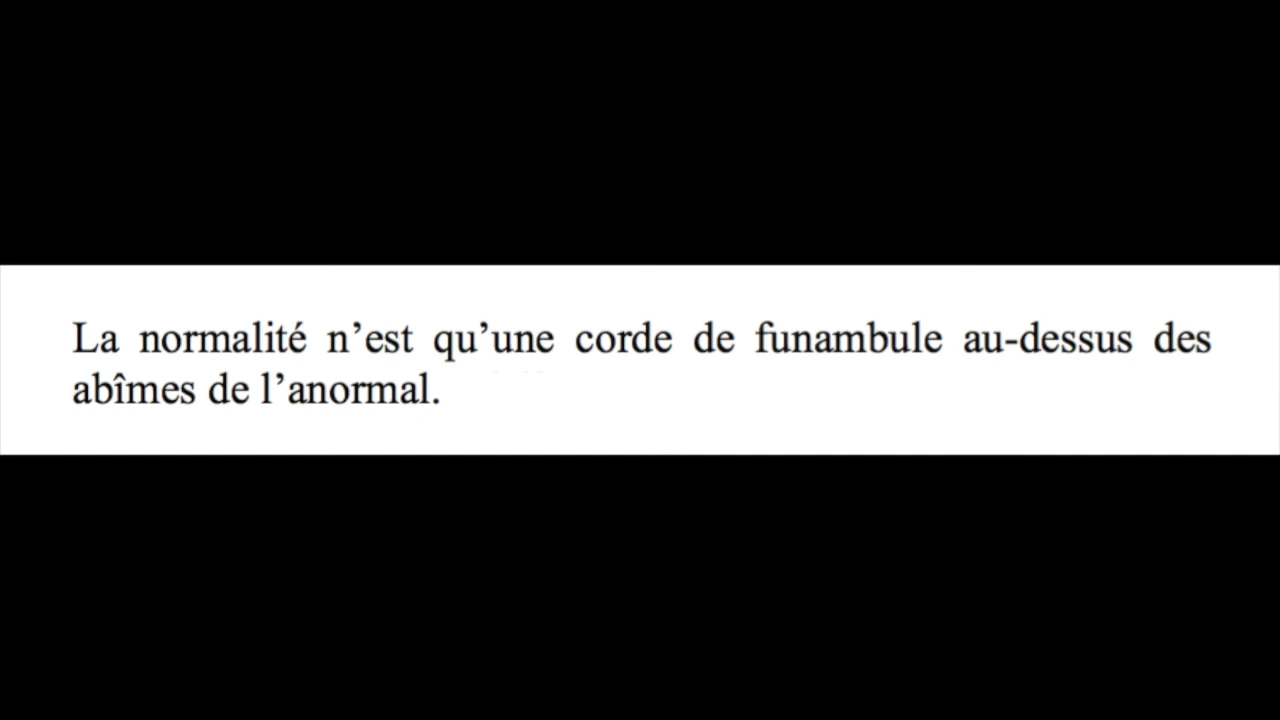 La normalité n’est qu’une corde de funambule au-dessus des
abîmes de l’anormal.